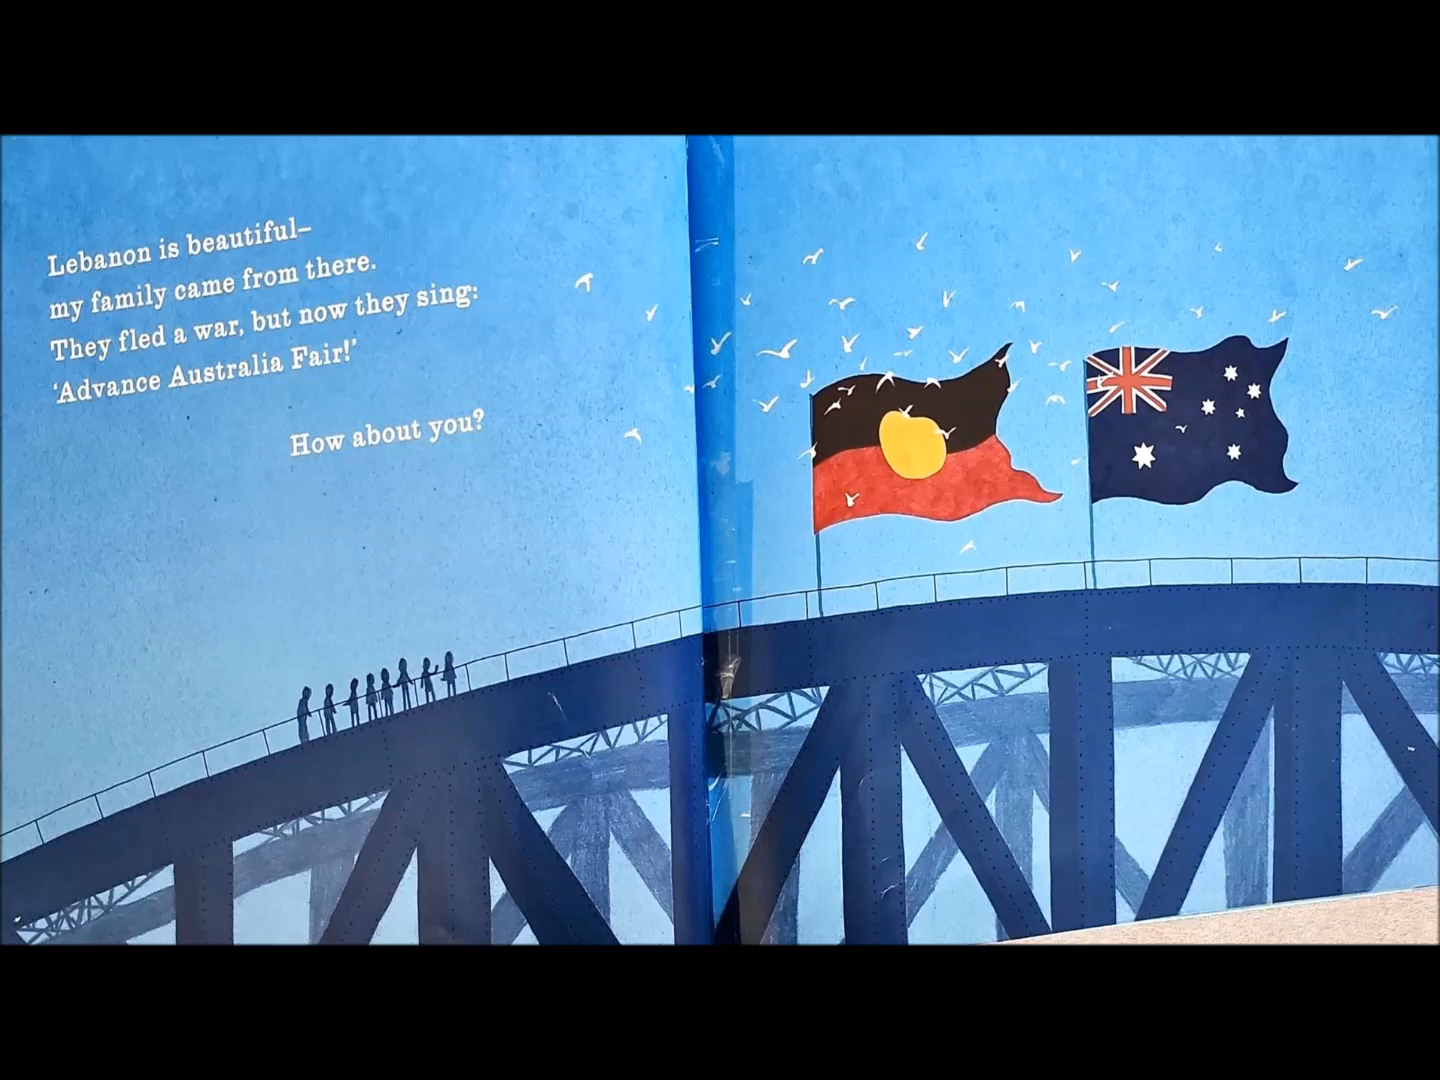 Lebanon is beautiful–
my family came from there.
They fled a war, but now they sing:
‘Advance Australia Fair!’
How about you?